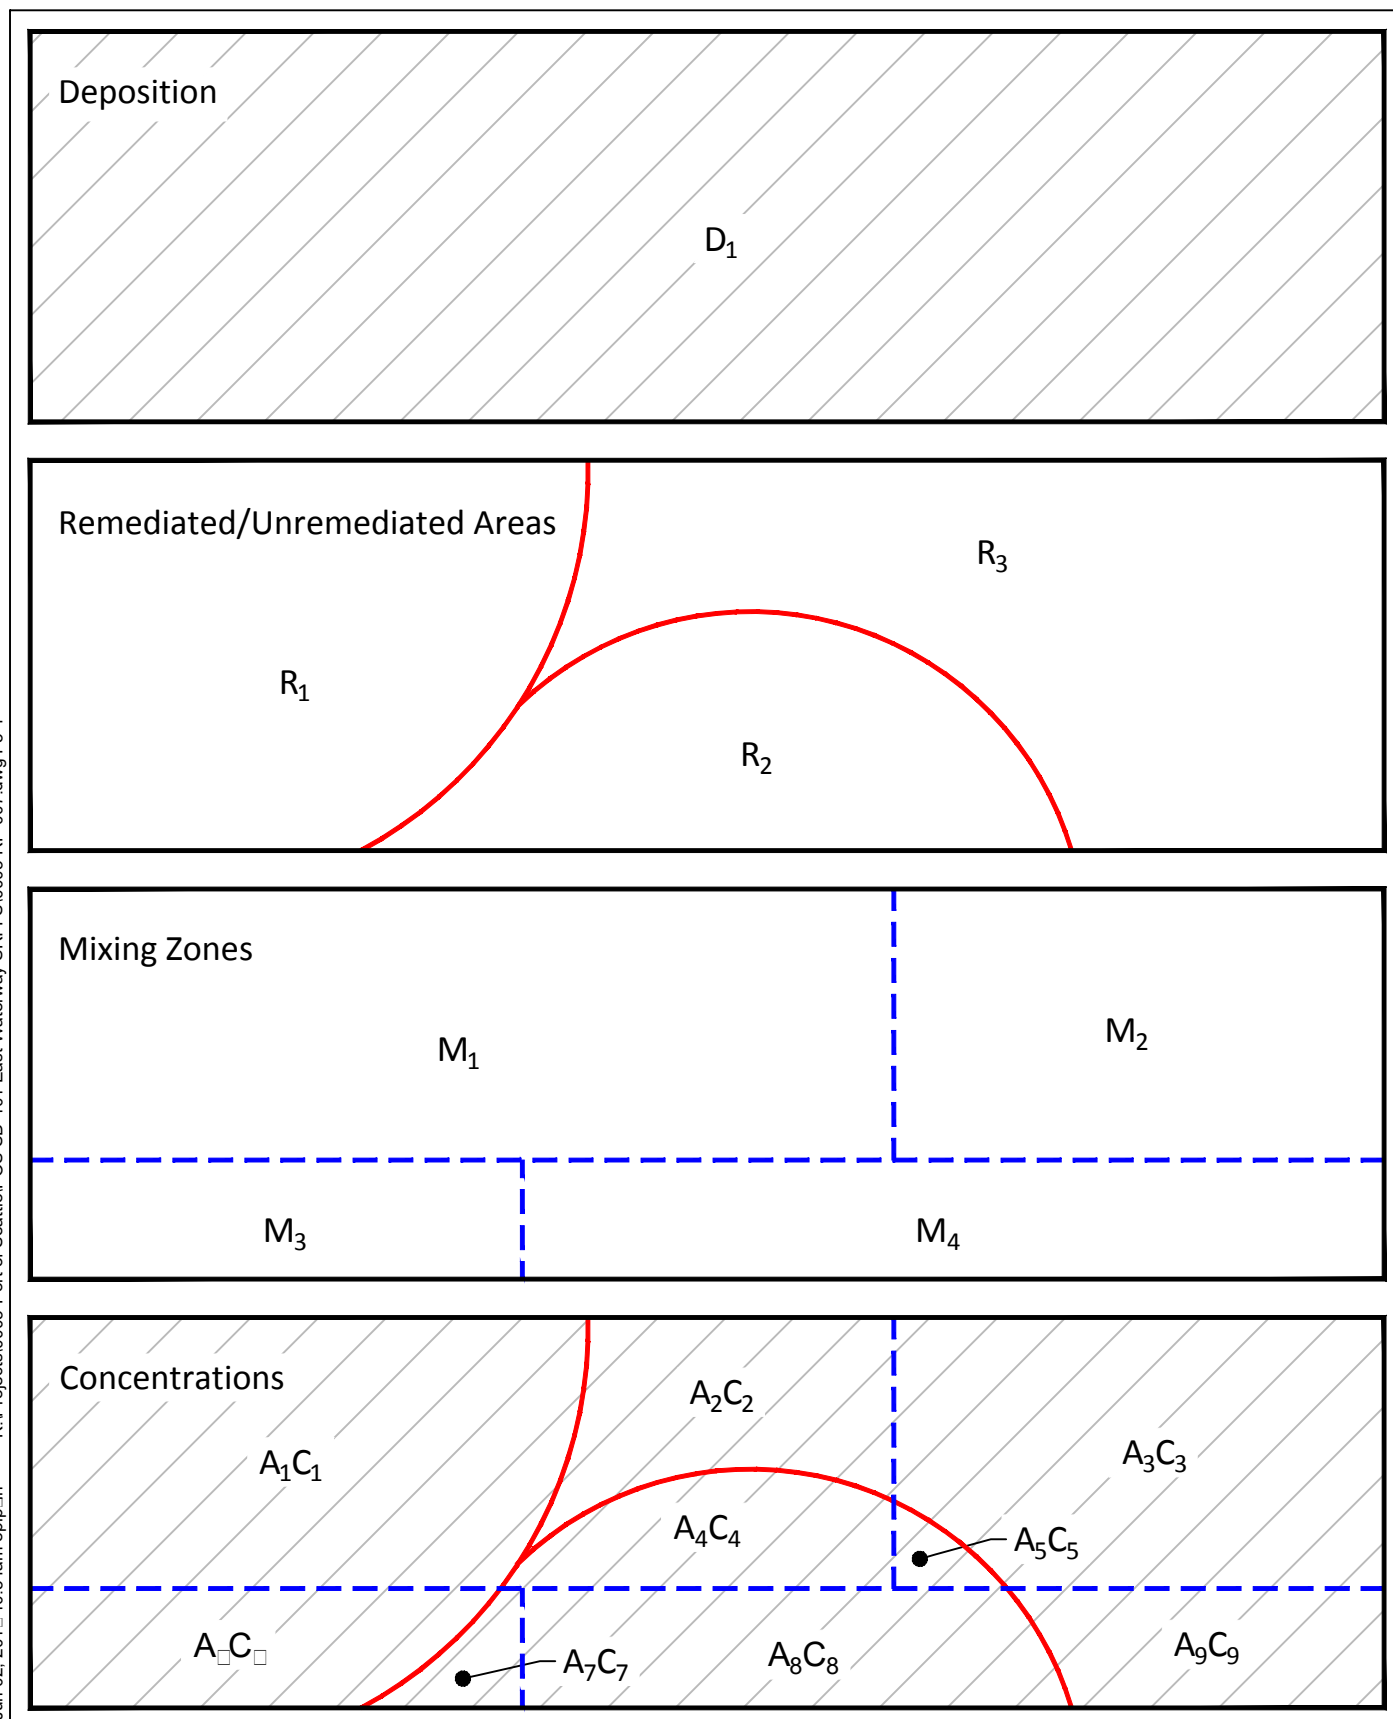 Deposition
D₁
Remediated/Unremediated Areas
R₃
R₁
R₂
Mixing Zones
M₂
M₁
M₃
M₄
Concentrations
A₂C₂
A₃C₃
A₁C₁
A₄C₄
A₅C₅
A□C□
A₇C₇
A₈C₈
A₉C₉